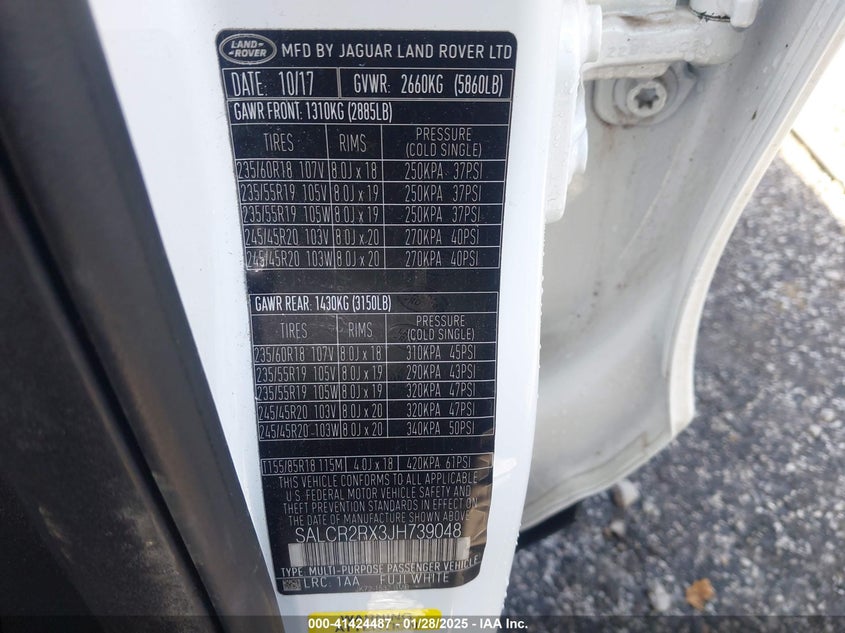 LAND-
-ROVER
MFD BY JAGUAR LAND ROVER LTD
DATE: 10/17 GVWR: 2660KG (5860LB)
GAWR FRONT: 1310KG (2885LB)
TIRES RIMS PRESSURE (COLD SINGLE)
235/60R18 107V 8.0J x 18 250KPA 37PSI
235/55R19 105V 8.0J x 19 250KPA 37PSI
235/55R19 105W 8.0J x 19 250KPA 37PSI
245/45R20 103V 8.0J x 20 270KPA 40PSI
245/45R20 103W 8.0J x 20 270KPA 40PSI
GAWR REAR: 1430KG (3150LB)
TIRES RIMS PRESSURE (COLD SINGLE)
235/60R18 107V 8.0J x 18 310KPA 45PSI
235/55R19 105V 8.0J x 19 290KPA 43PSI
235/55R19 105W 8.0J x 19 320KPA 47PSI
245/45R20 103V 8.0J x 20 320KPA 47PSI
245/45R20 103W 8.0J x 20 340KPA 50PSI
T155/85R18 115M 4.0J x 18 420KPA 61PSI
THIS VEHICLE CONFORMS TO ALL APPLICABLE
U.S. FEDERAL MOTOR VEHICLE SAFETY AND
THEFT PREVENTION STANDARDS IN EFFECT ON
THE DATE OF MANUFACTURE SHOWN ABOVE.
SALCR2RX3JH739048
TYPE: MULTI-PURPOSE PASSENGER VEHICLE
LRC: 1AA FUJI WHITE
© 41424487 - 01/28/2025 - IAA Inc.